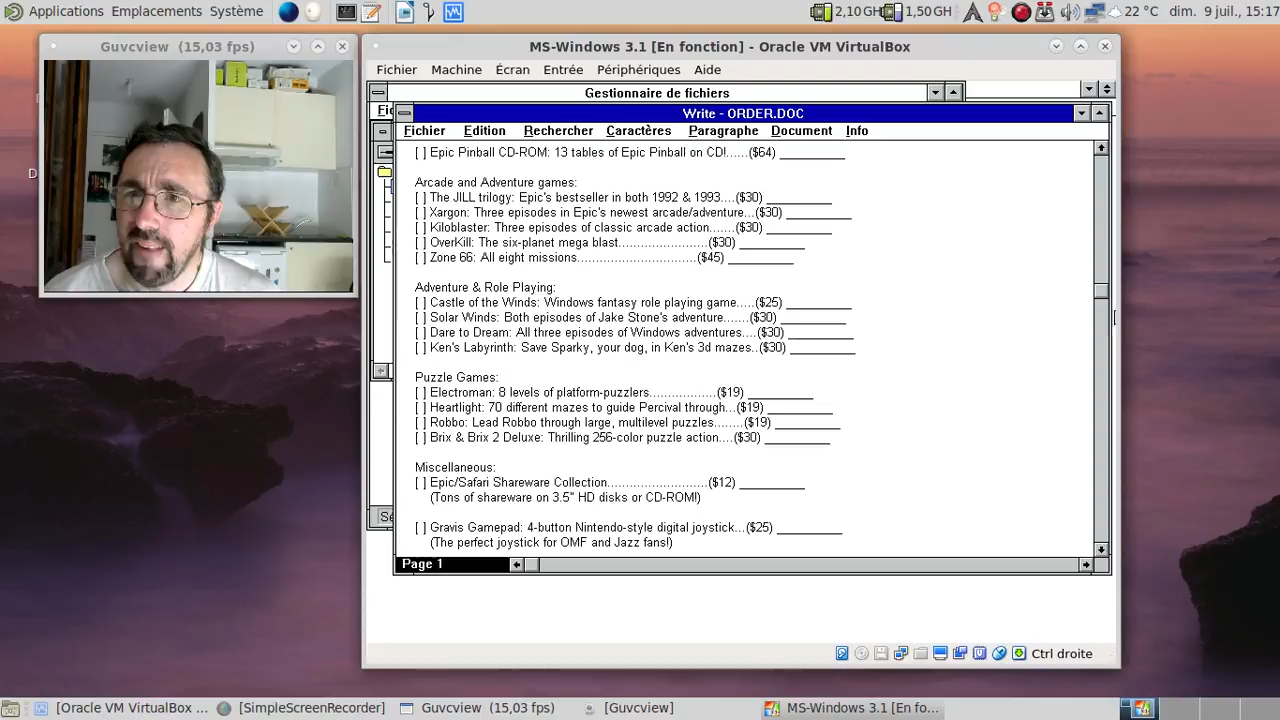 Applications Emplacements Système
2,10 GH 1,50 GH 22 °C dim. 9 juil., 15:17
Guvcview (15,03 fps)
MS-Windows 3.1 [En fonction] - Oracle VM VirtualBox
Fichier Machine Écran Entrée Périphériques Aide
Gestionnaire de fichiers
Write - ORDER.DOC
Fichier Edition Rechercher Caractères Paragraphe Document Info
[ ] Epic Pinball CD-ROM: 13 tables of Epic Pinball on CD!......($64) __________
Arcade and Adventure games:
[ ] The JILL trilogy: Epic's bestseller in both 1992 & 1993....($30) __________
[ ] Xargon: Three episodes in Epic's newest arcade/adventure...($30) __________
[ ] Kiloblaster: Three episodes of classic arcade action.......($30) __________
[ ] OverKill: The six-planet mega blast........................($30) __________
[ ] Zone 66: All eight missions................................($45) __________
Adventure & Role Playing:
[ ] Castle of the Winds: Windows fantasy role playing game.....($25) __________
[ ] Solar Winds: Both episodes of Jake Stone's adventure.......($30) __________
[ ] Dare to Dream: All three episodes of Windows adventures....($30) __________
[ ] Ken's Labyrinth: Save Sparky, your dog, in Ken's 3d mazes..($30) __________
Puzzle Games:
[ ] Electroman: 8 levels of platform-puzzlers..................($19) __________
[ ] Heartlight: 70 different mazes to guide Percival through...($19) __________
[ ] Robbo: Lead Robbo through large, multilevel puzzles........($19) __________
[ ] Brix & Brix 2 Deluxe: Thrilling 256-color puzzle action....($30) __________
Miscellaneous:
[ ] Epic/Safari Shareware Collection...........................($12) __________
(Tons of shareware on 3.5" HD disks or CD-ROM!)
[ ] Gravis Gamepad: 4-button Nintendo-style digital joystick...($25) __________
(The perfect joystick for OMF and Jazz fans!)
Page 1
Ctrl droite
[Oracle VM VirtualBox ... [SimpleScreenRecorder] Guvcview (15,03 fps) [Guvcview] MS-Windows 3.1 [En fo...